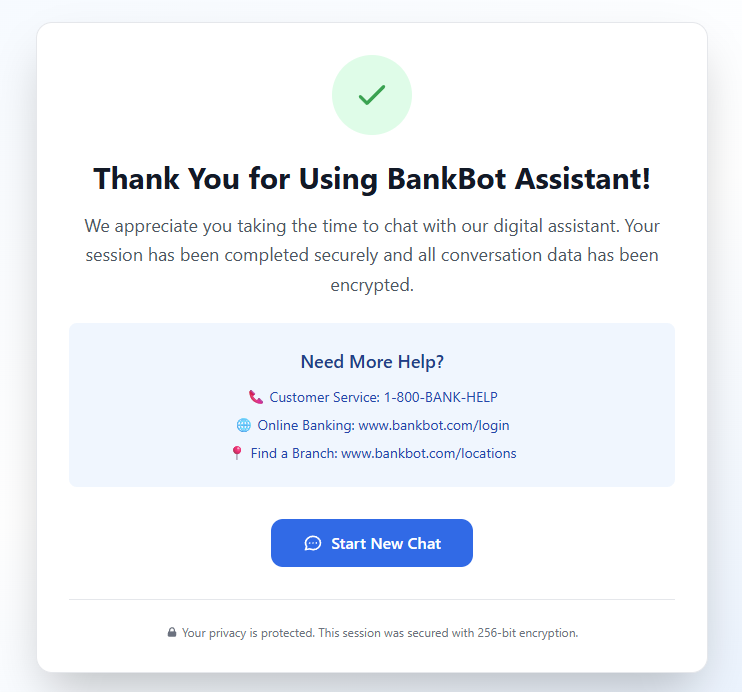 Thank You for Using BankBot Assistant!
We appreciate you taking the time to chat with our digital assistant. Your
session has been completed securely and all conversation data has been
encrypted.
Need More Help?
📞 Customer Service: 1-800-BANK-HELP
🌐 Online Banking: www.bankbot.com/login
📍 Find a Branch: www.bankbot.com/locations
Start New Chat
🔒 Your privacy is protected. This session was secured with 256-bit encryption.